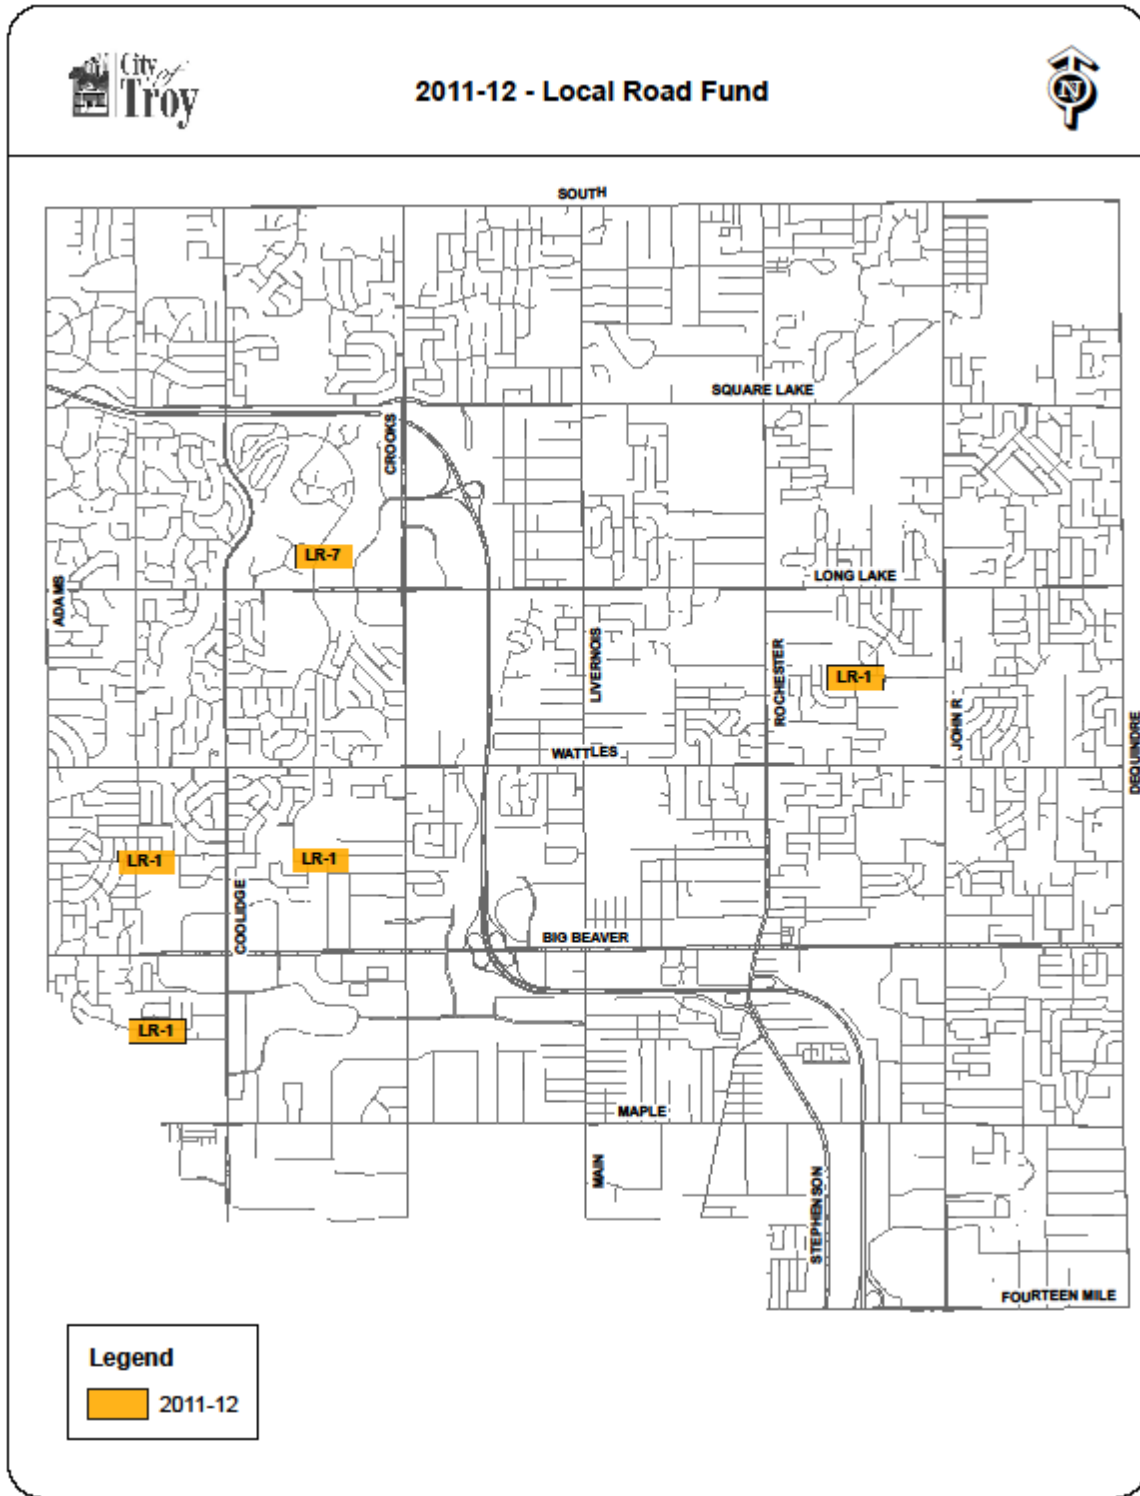 City of
Troy
2011-12 - Local Road Fund
N
SOUTH
SQUARE LAKE
CROOKS
LR-7
LONG LAKE
ADAMS
LIVERNOIS
ROCHESTER
LR-1
JOHN R
DEQUINDRE
WATTLES
LR-1
LR-1
COOLIDGE
BIG BEAVER
LR-1
MAPLE
MAIN
STEPHENSON
FOURTEEN MILE
Legend
2011-12